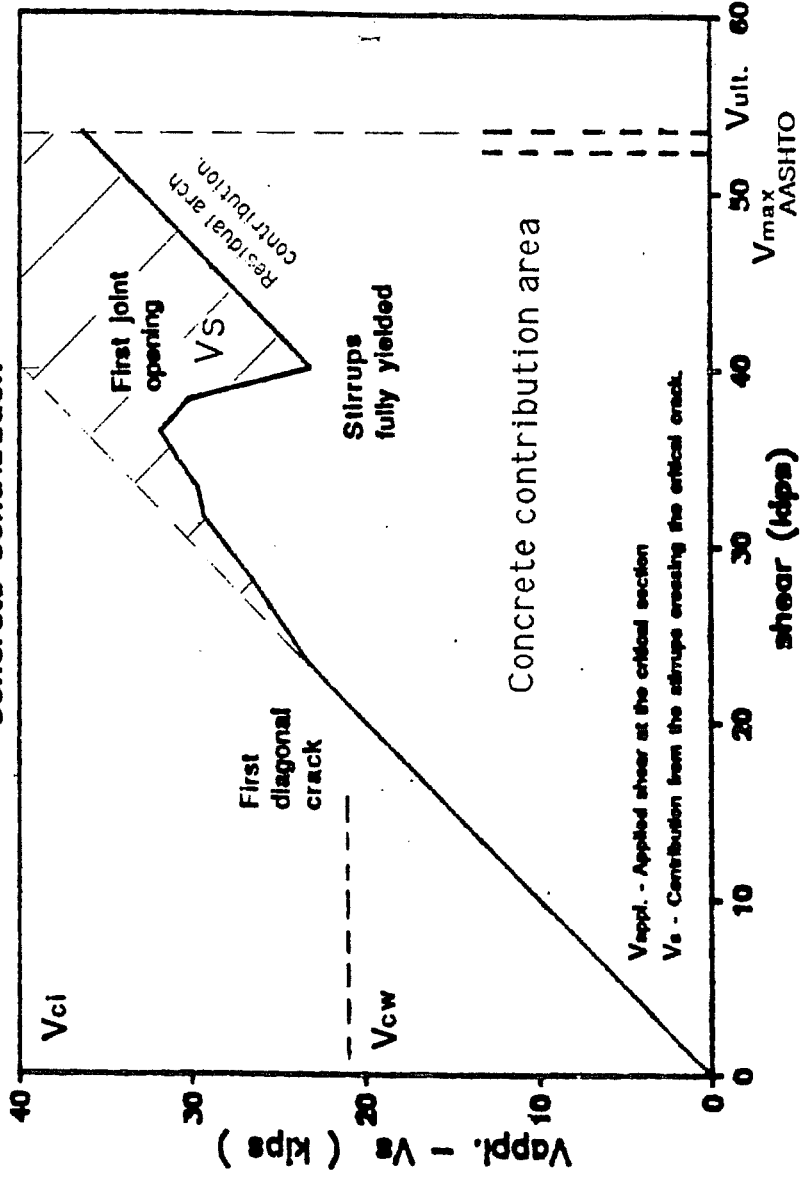 40
30
20
10
0
Vappl. - Vs ( kips )
Vci
Vcw
First
diagonal
crack
First joint
opening
VS
Residual arch
contribution.
Stirrups
fully yielded
Concrete contribution area
Vappl. - Applied shear at the critical section
Vs - Contribution from the stirrups crossing the critical crack.
0
10
20
30
40
50
60
Vmax
AASHTO
Vult.
shear (kips)